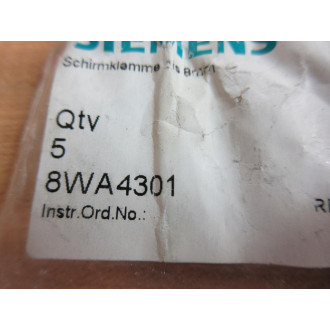 SIEMENS
Schirmklemme
Qty
5
8WA4301
Instr.Ord.No.: